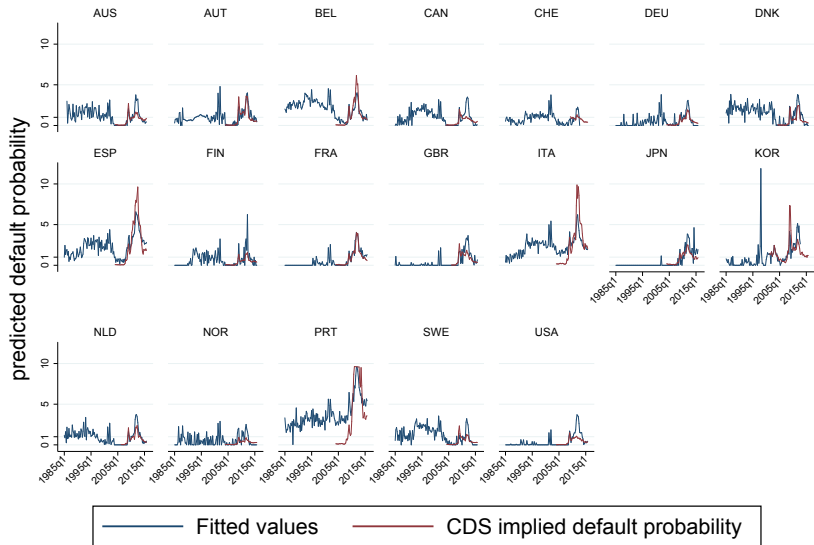 AUS AUT BEL CAN CHE DEU DNK
10
5
1
0
ESP FIN FRA GBR ITA JPN KOR
10
5
1
0
1985q1 1995q1 2005q1 2015q1 1985q1 1995q1 2005q1 2015q1
NLD NOR PRT SWE USA
10
5
1
0
1985q1 1995q1 2005q1 2015q1 1985q1 1995q1 2005q1 2015q1 1985q1 1995q1 2005q1 2015q1 1985q1 1995q1 2005q1 2015q1 1985q1 1995q1 2005q1 2015q1
predicted default probability
Fitted values CDS implied default probability